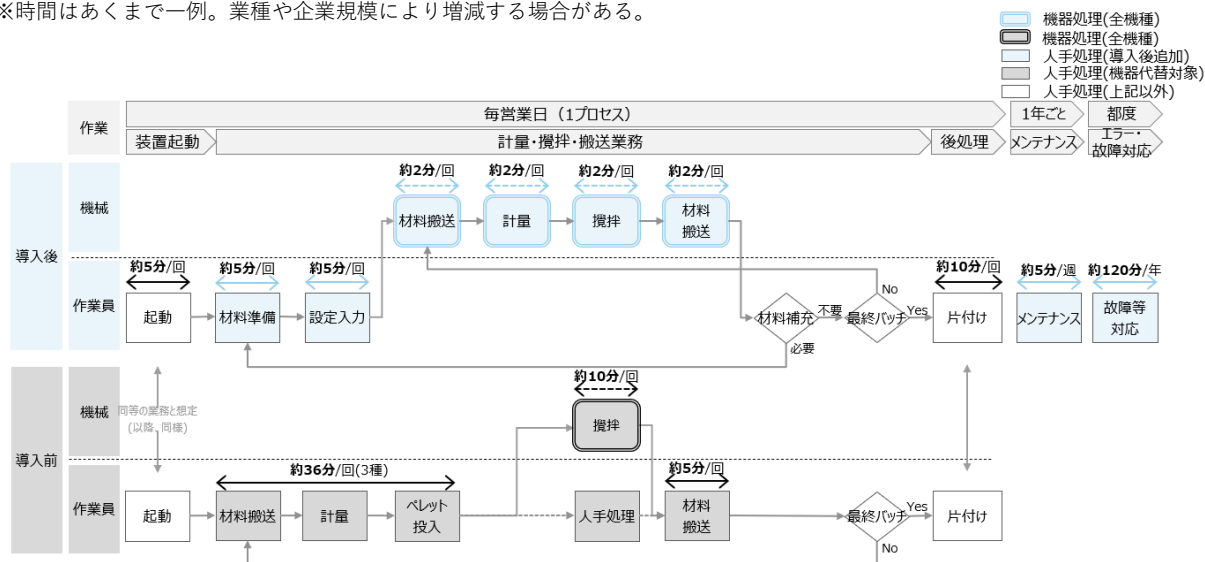 ※時間はあくまで一例。業種や企業規模により増減する場合がある。
機器処理(全機種)
機器処理(全機種)
人手処理(導入後追加)
人手処理(機器代替対象)
人手処理(上記以外)
作業
毎営業日（1プロセス）
1年ごと
都度
装置起動
計量・攪拌・搬送業務
後処理
メンテナンス
エラー・
故障対応
導入後
機械
約2分/回
約2分/回
約2分/回
約2分/回
材料搬送
計量
攪拌
材料
搬送
作業員
約5分/回
約5分/回
約5分/回
約10分/回
約5分/週
約120分/年
起動
材料準備
設定入力
材料補充
不要
必要
最終バッチ
No
Yes
片付け
メンテナンス
故障等
対応
導入前
機械
同等の業務と想定
(以降、同様)
約10分/回
攪拌
作業員
約36分/回(3種)
約5分/回
起動
材料搬送
計量
ペレット
投入
人手処理
材料
搬送
最終バッチ
Yes
No
片付け